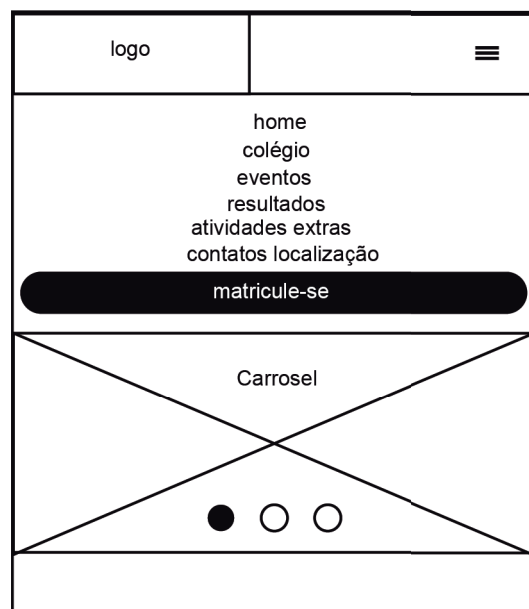 logo
home
colégio
eventos
resultados
atividades extras
contatos localização
matricule-se
Carrosel